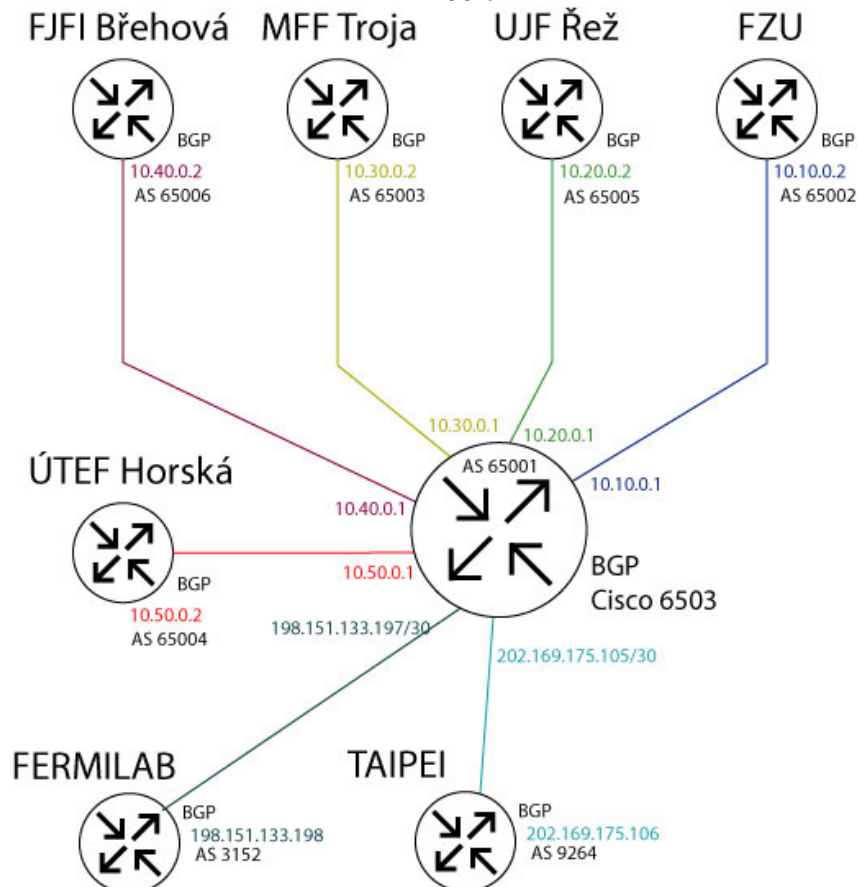 FJFI Břehová
MFF Troja
UJF Řež
FZU
BGP
BGP
BGP
BGP
10.40.0.2
10.30.0.2
10.20.0.2
10.10.0.2
AS 65006
AS 65003
AS 65005
AS 65002
10.30.0.1
10.20.0.1
ÚTEF Horská
AS 65001
10.10.0.1
10.40.0.1
BGP
10.50.0.1
BGP
Cisco 6503
10.50.0.2
AS 65004
198.151.133.197/30
202.169.175.105/30
FERMILAB
TAIPEI
BGP
198.151.133.198
AS 3152
BGP
202.169.175.106
AS 9264